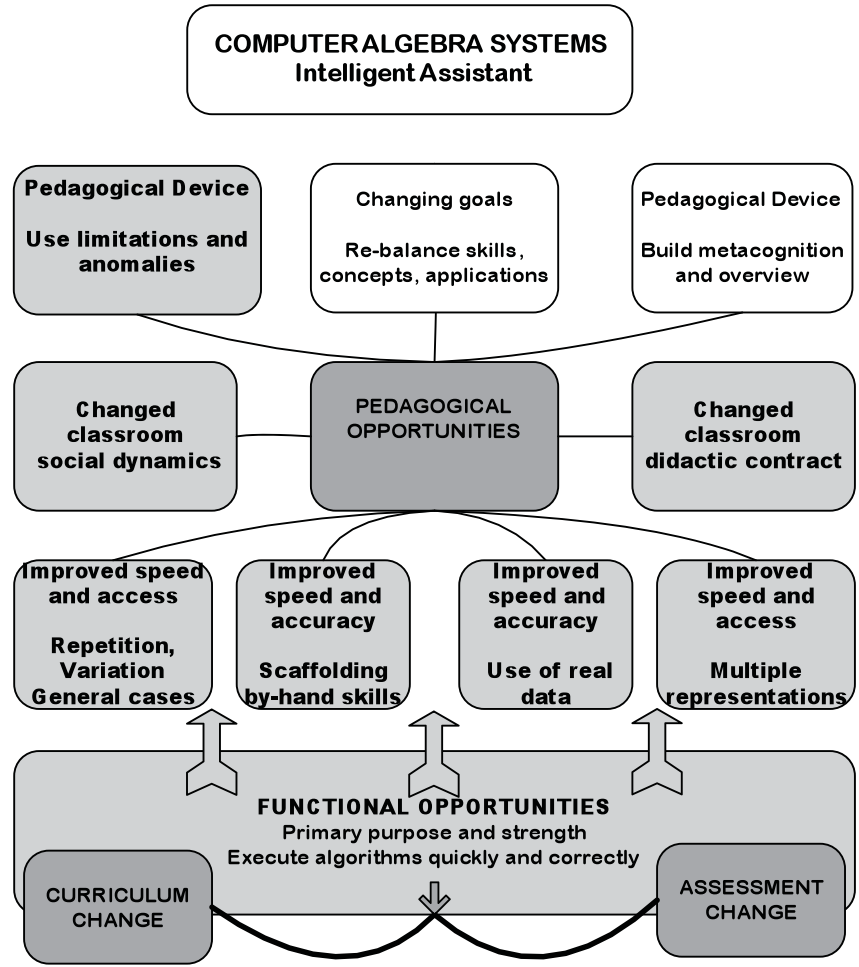 COMPUTER ALGEBRA SYSTEMS
Intelligent Assistant
Pedagogical Device
Use limitations and
anomalies
Changing goals
Re-balance skills,
concepts, applications
Pedagogical Device
Build metacognition
and overview
Changed
classroom
social dynamics
PEDAGOGICAL
OPPORTUNITIES
Changed
classroom
didactic contract
Improved speed
and access
Repetition,
Variation
General cases
Improved
speed and
accuracy
Scaffolding
by-hand skills
Improved
speed and
accuracy
Use of real
data
Improved
speed and
access
Multiple
representations
FUNCTIONAL OPPORTUNITIES
Primary purpose and strength
Execute algorithms quickly and correctly
CURRICULUM
CHANGE
ASSESSMENT
CHANGE